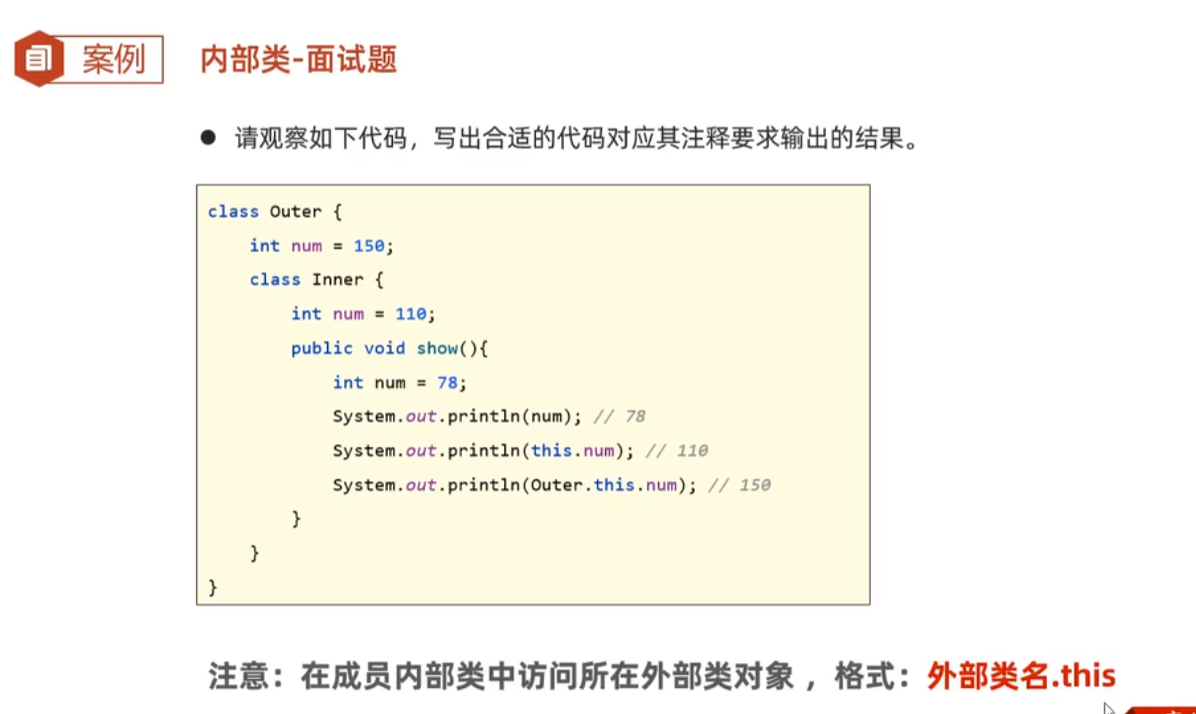 案例
内部类-面试题
● 请观察如下代码，写出合适的代码对应其注释要求输出的结果。
class Outer {
    int num = 150;
    class Inner {
        int num = 110;
        public void show(){
            int num = 78;
            System.out.println(num); // 78
            System.out.println(this.num); // 110
            System.out.println(Outer.this.num); // 150
        }
    }
}
注意：在成员内部类中访问所在外部类对象 ，格式：外部类名.this